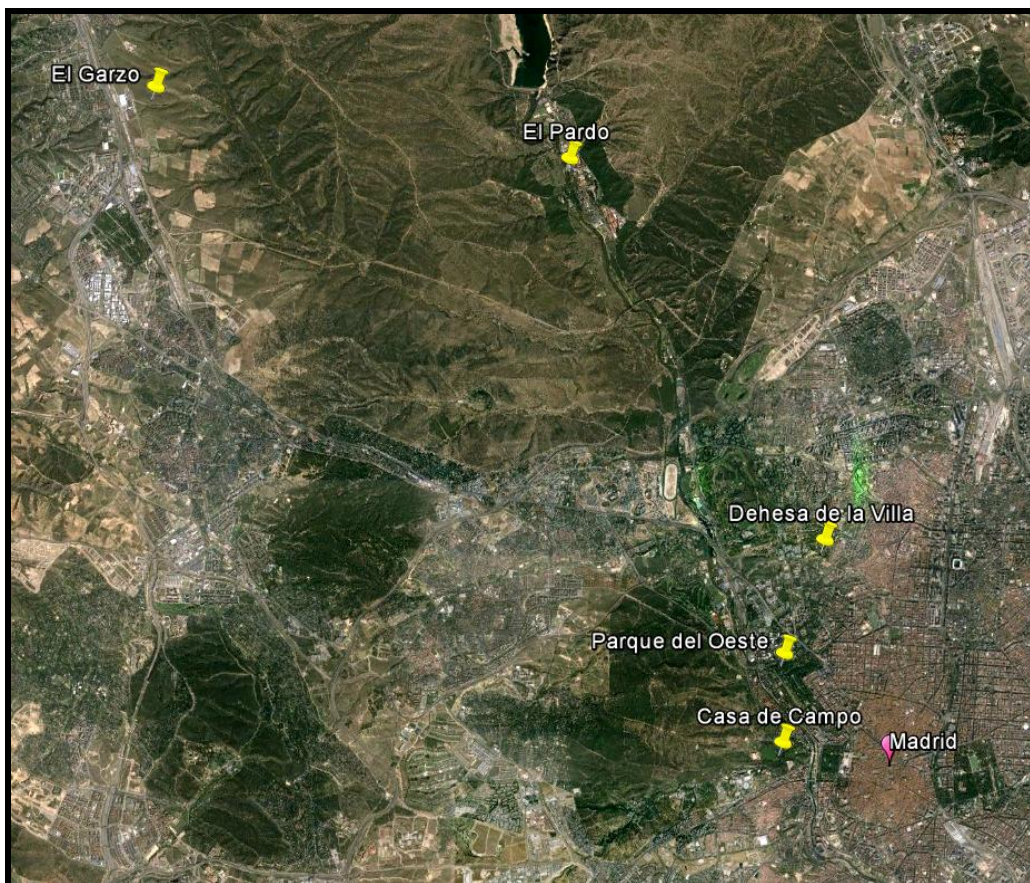 El Garzo
El Pardo
Dehesa de la Villa
Parque del Oeste
Casa de Campo
Madrid